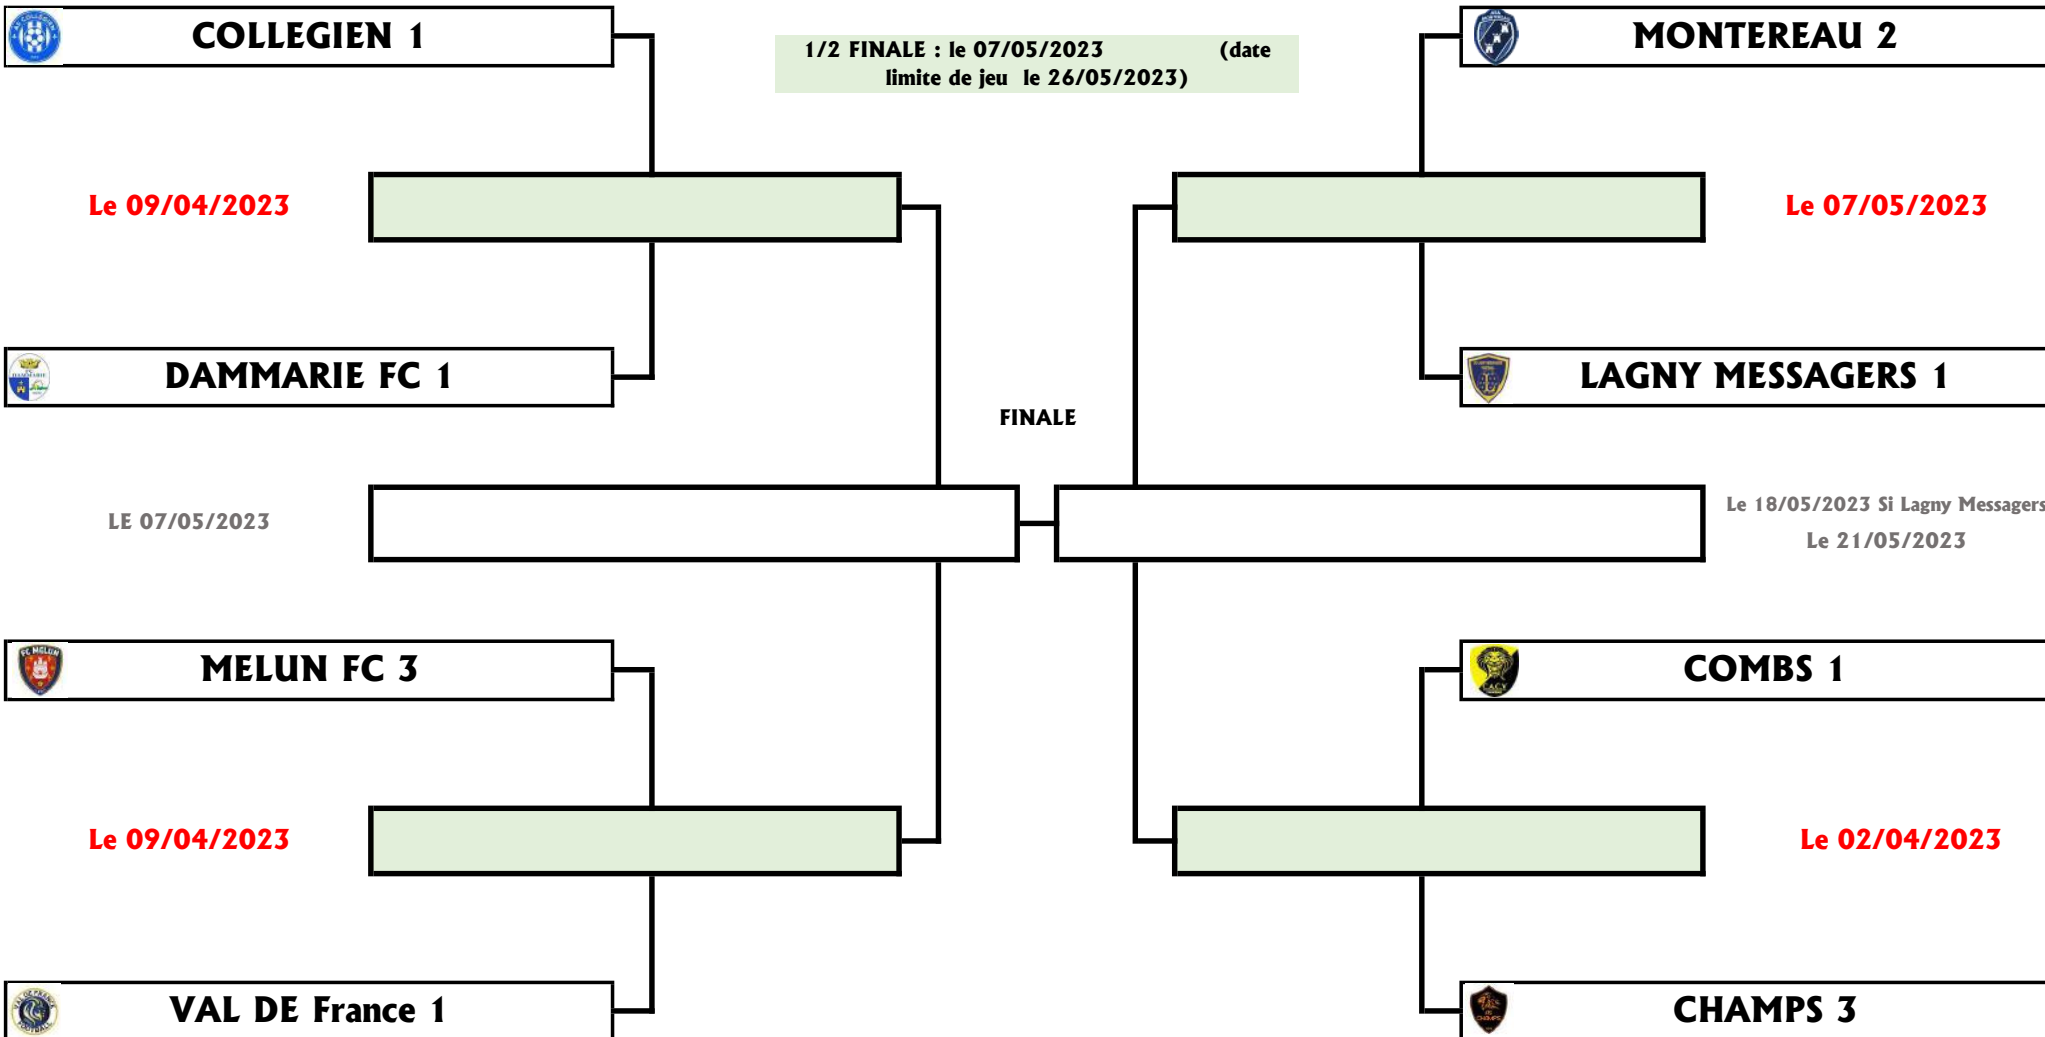 COLLEGIEN 1
1/2 FINALE : le 07/05/2023 (date
limite de jeu le 26/05/2023)
MONTEREAU 2
Le 09/04/2023
Le 07/05/2023
DAMMARIE FC 1
LAGNY MESSAGERS 1
FINALE
LE 07/05/2023
Le 18/05/2023 Si Lagny Messagers
Le 21/05/2023
FC MELUN
MELUN FC 3
COMBS 1
Le 09/04/2023
Le 02/04/2023
VAL DE France 1
CHAMPS 3